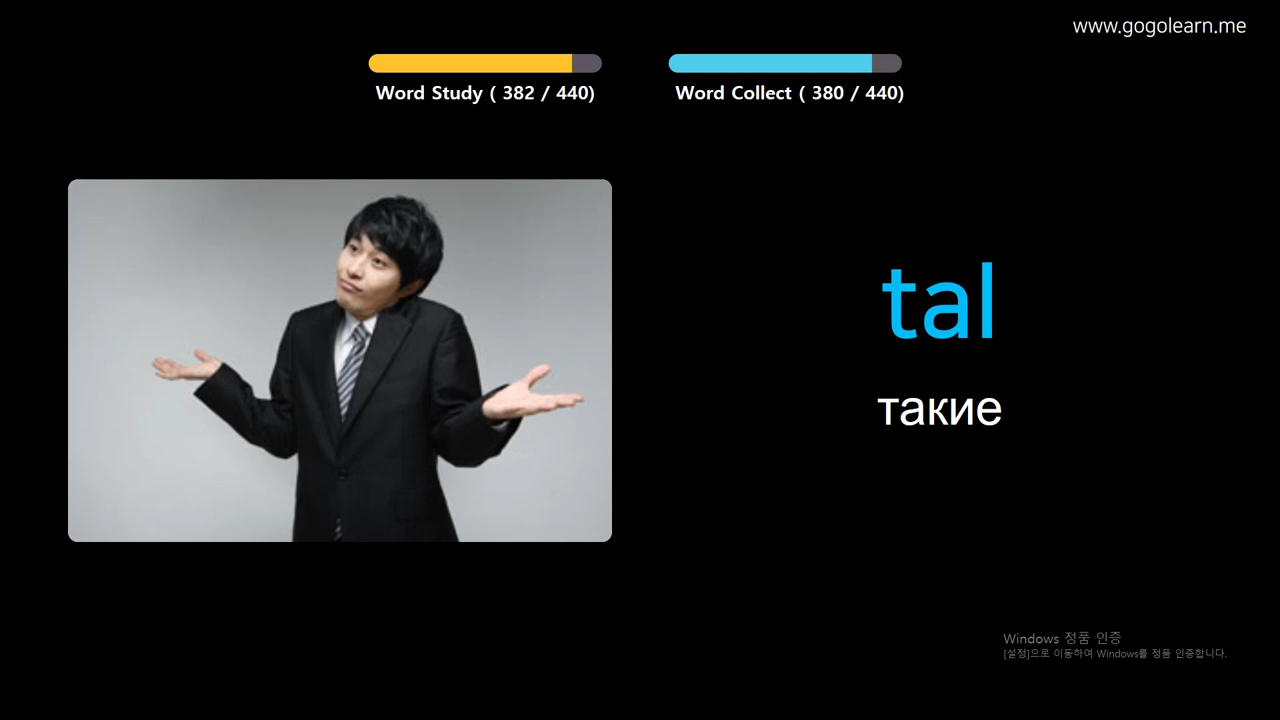 www.gogolearn.me
Word Study ( 382 / 440)
Word Collect ( 380 / 440)
tal
такие
Windows 정품 인증
[설정]으로 이동하여 Windows를 정품 인증합니다.